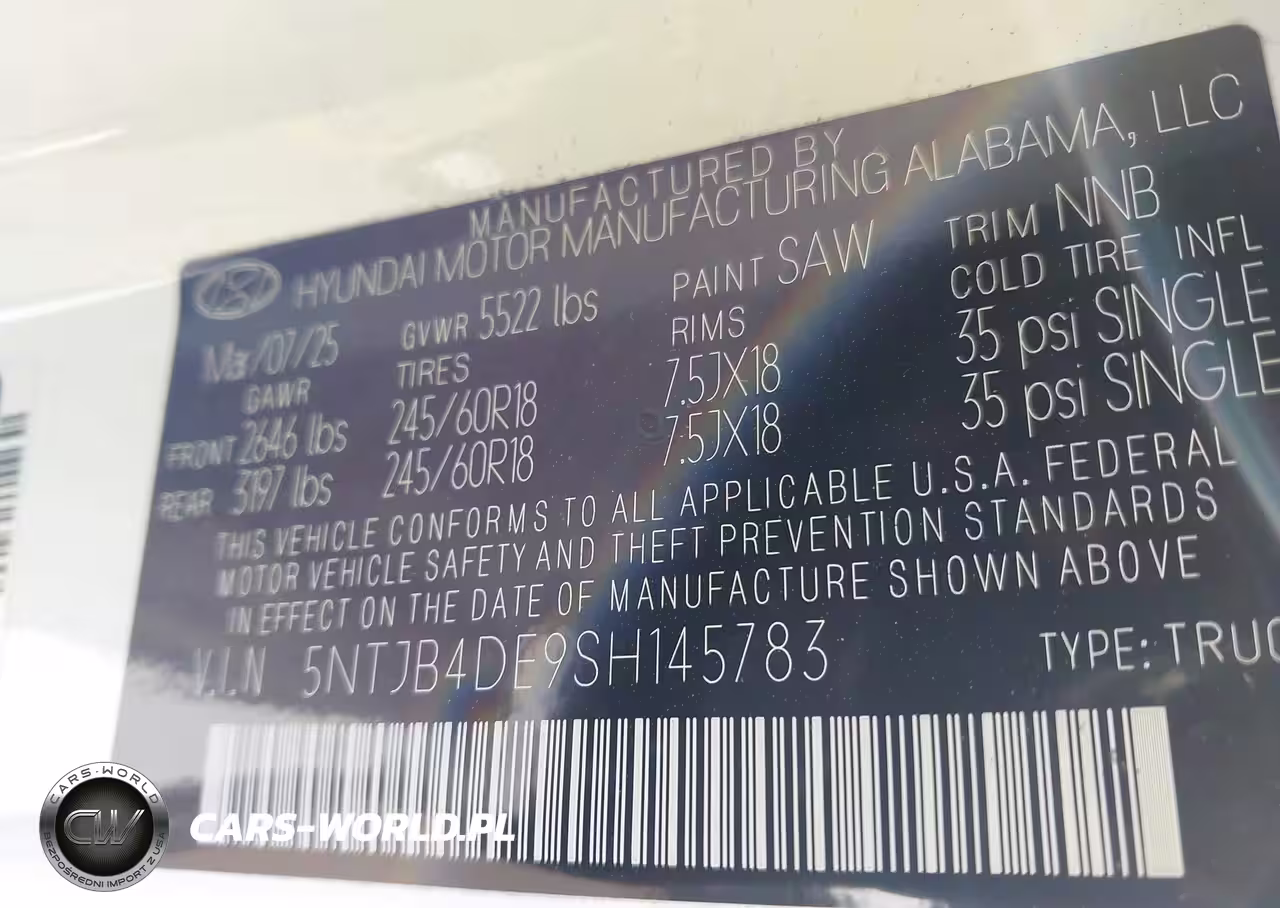 MANUFACTURED BY
HYUNDAI MOTOR MANUFACTURING ALABAMA, LLC
Mar/07/25 GVWR 5522 lbs PAINT SAW TRIM NNB
GAWR TIRES RIMS COLD TIRE INFL
FRONT 2646 lbs 245/60R18 7.5JX18 35 psi SINGLE
REAR 3197 lbs 245/60R18 7.5JX18 35 psi SINGLE
THIS VEHICLE CONFORMS TO ALL APPLICABLE U.S.A. FEDERAL
MOTOR VEHICLE SAFETY AND THEFT PREVENTION STANDARDS
IN EFFECT ON THE DATE OF MANUFACTURE SHOWN ABOVE
V.I.N 5NTJB4DE9SH145783 TYPE: TRUC
CARS-WORLD
CW
BEZPOŚREDNI IMPORT Z USA
CARS-WORLD.PL